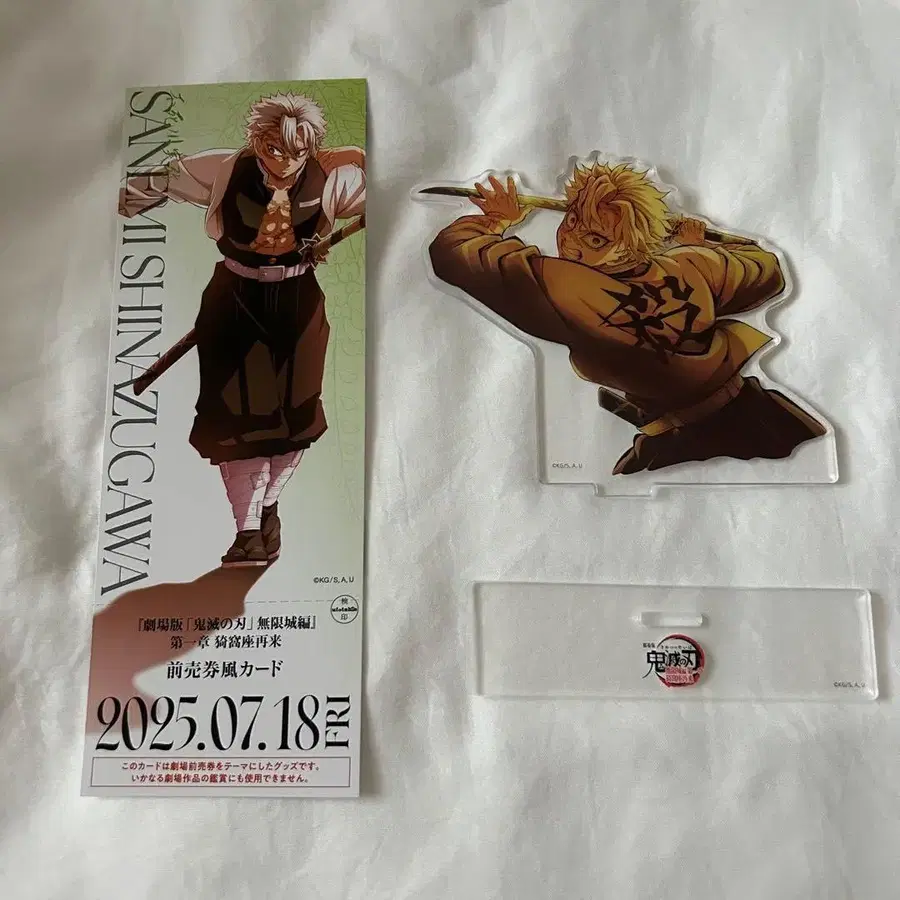 SANEMI SHINAZUGAWA
©KG/S,A,U
検
ufotable
印
『劇場版「鬼滅の刃」無限城編』
第一章 猗窩座再来
前売券風カード
2025.07.18 FRI
このカードは劇場前売券をテーマにしたグッズです。
いかなる劇場作品の鑑賞にも使用できません。
殺
©KG/S,A,U
鬼滅の刃
©KG/S,A,U